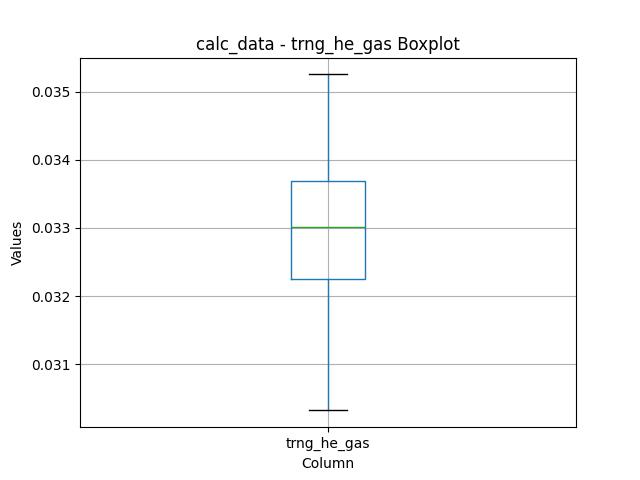 calc_data - trng_he_gas Boxplot
0.035
0.034
0.033
0.032
0.031
Values
trng_he_gas
Column